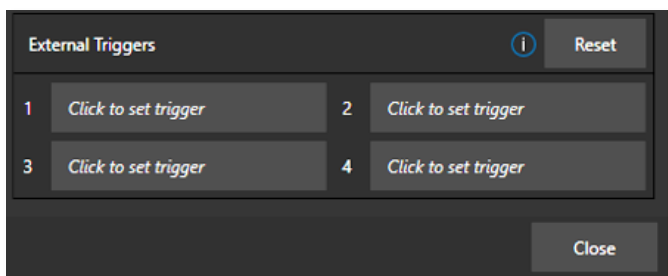 External Triggers ⓘ Reset
1 Click to set trigger 2 Click to set trigger
3 Click to set trigger 4 Click to set trigger
Close